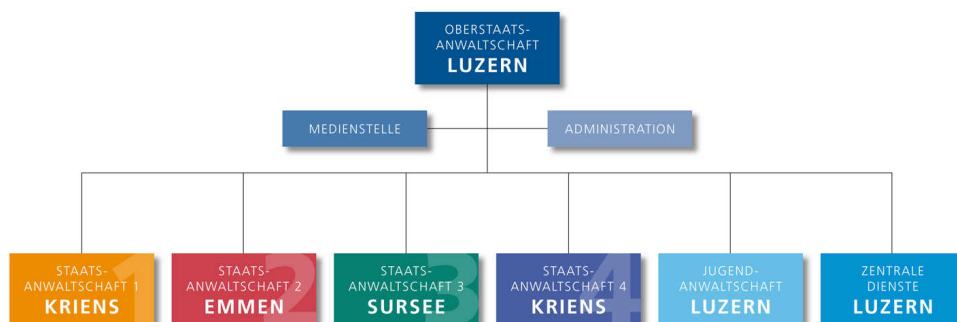 OBERSTAATS-
ANWALTSCHAFT
LUZERN
MEDIENSTELLE
ADMINISTRATION
STAATS-
ANWALTSCHAFT 1
KRIENS
1
STAATS-
ANWALTSCHAFT 2
EMMEN
2
STAATS-
ANWALTSCHAFT 3
SURSEE
3
STAATS-
ANWALTSCHAFT 4
KRIENS
4
JUGEND-
ANWALTSCHAFT
LUZERN
ZENTRALE
DIENSTE
LUZERN